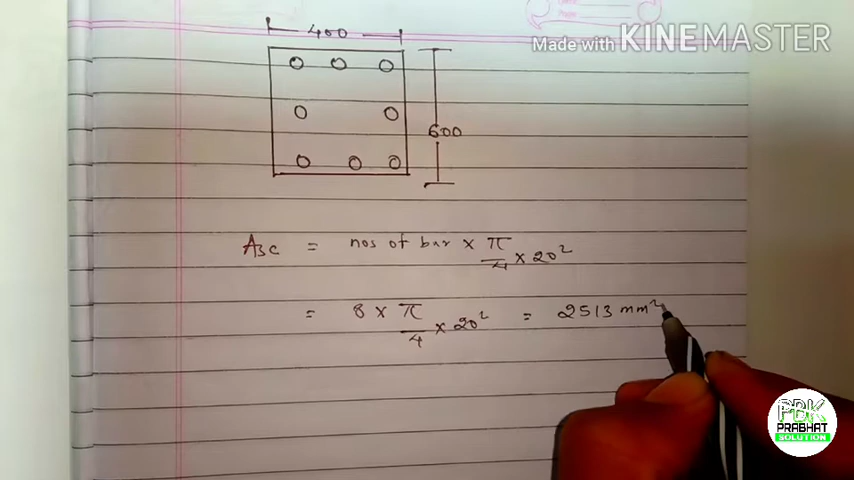 400
Made with KINEMASTER
600
Asc = nos of bar × π/4 × 20²
= 8 × π/4 × 20² = 2513 mm²
PBK
PRABHAT
SOLUTION